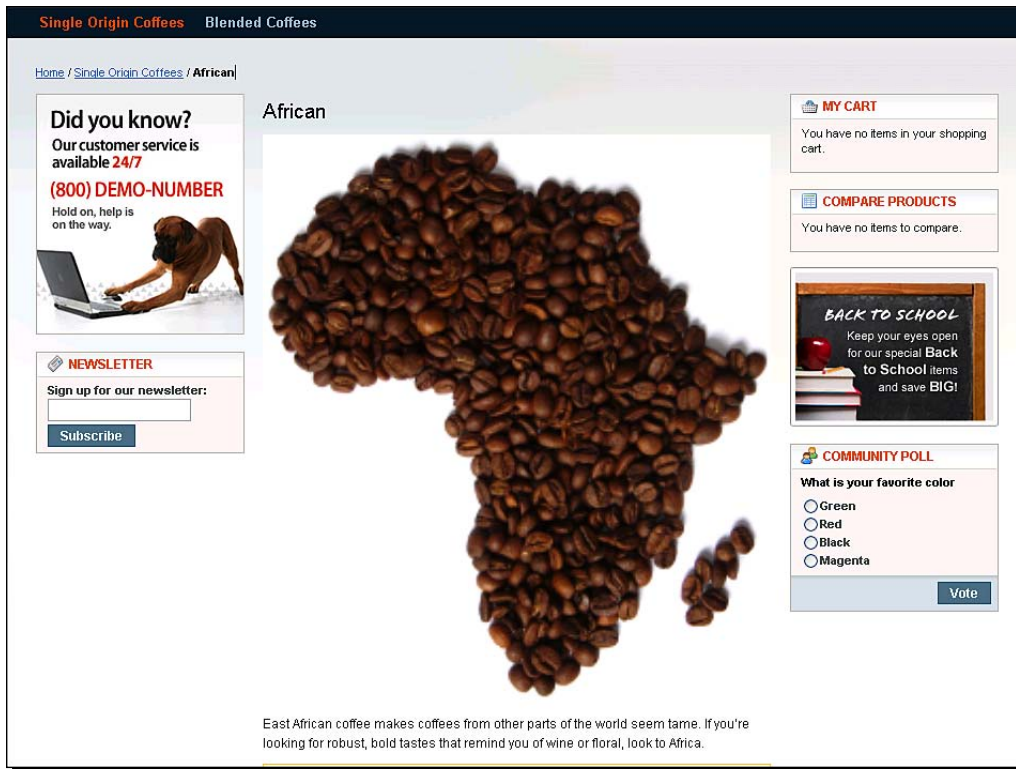 Single Origin Coffees Blended Coffees
Home / Single Origin Coffees / African
Did you know?
Our customer service is
available 24/7
(800) DEMO-NUMBER
Hold on, help is
on the way.
NEWSLETTER
Sign up for our newsletter:
Subscribe
African
East African coffee makes coffees from other parts of the world seem tame. If you're
looking for robust, bold tastes that remind you of wine or floral, look to Africa.
MY CART
You have no items in your shopping
cart.
COMPARE PRODUCTS
You have no items to compare.
BACK TO SCHOOL
Keep your eyes open
for our special Back
to School items
and save BIG!
COMMUNITY POLL
What is your favorite color
Green
Red
Black
Magenta
Vote